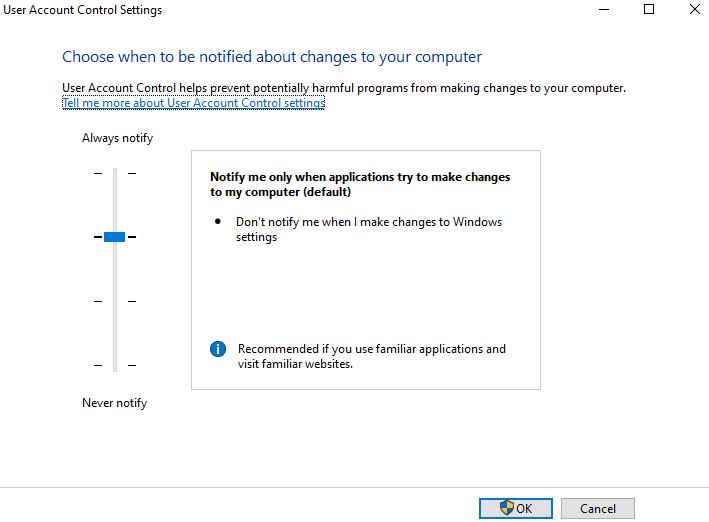 User Account Control Settings
Choose when to be notified about changes to your computer
User Account Control helps prevent potentially harmful programs from making changes to your computer.
Tell me more about User Account Control settings
Always notify
Notify me only when applications try to make changes
to my computer (default)
Don't notify me when I make changes to Windows
settings
Recommended if you use familiar applications and
visit familiar websites.
Never notify
OK
Cancel